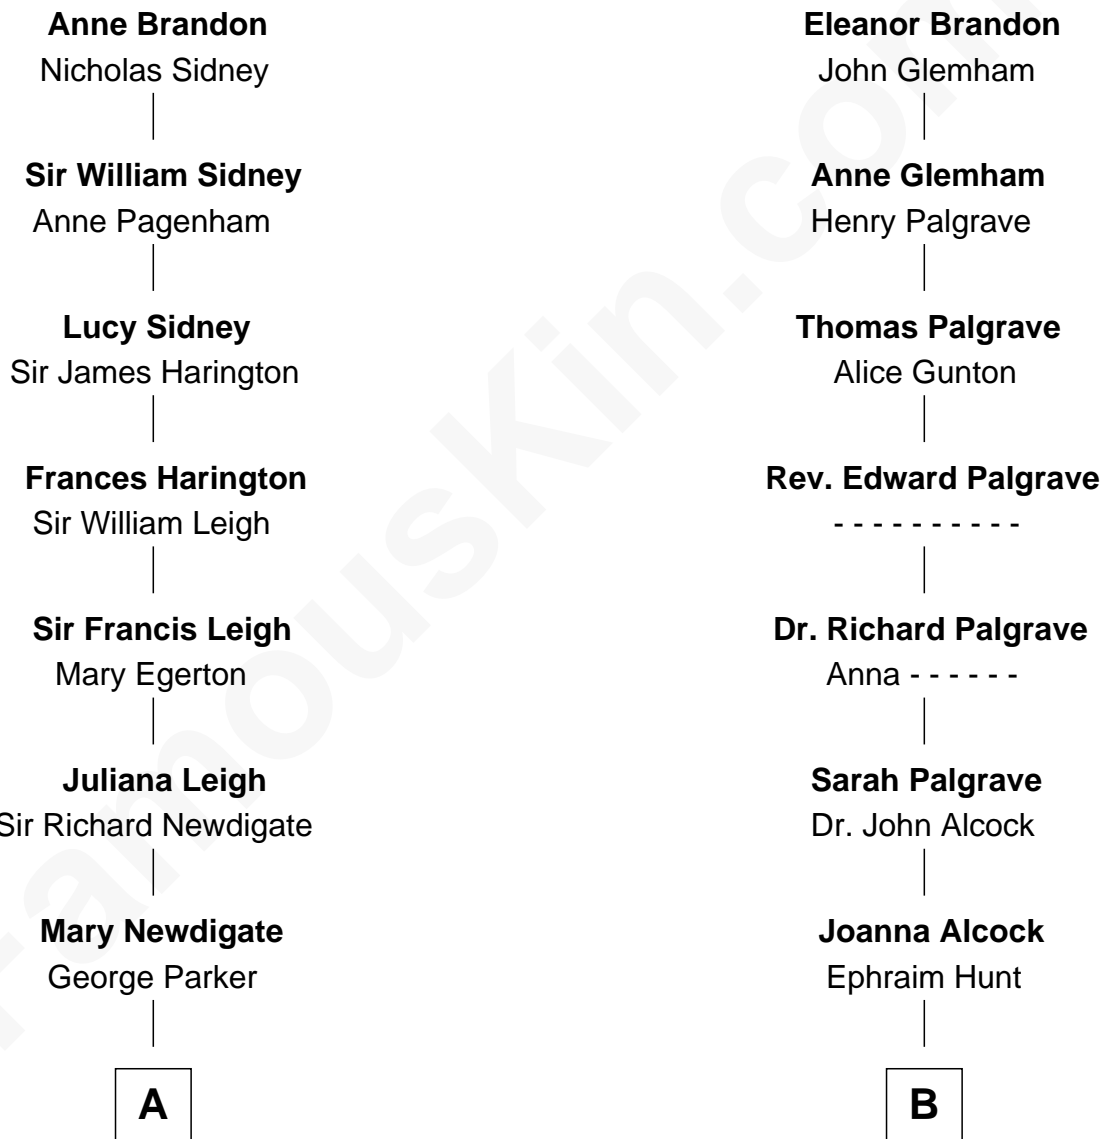 Anne Brandon
Nicholas Sidney
Sir William Sidney
Anne Pagenham
Lucy Sidney
Sir James Harington
Frances Harington
Sir William Leigh
Sir Francis Leigh
Mary Egerton
Juliana Leigh
Sir Richard Newdigate
Mary Newdigate
George Parker
A
Eleanor Brandon
John Glemham
Anne Glemham
Henry Palgrave
Thomas Palgrave
Alice Gunton
Rev. Edward Palgrave
- - - - - - - - - -
Dr. Richard Palgrave
Anna - - - - - -
Sarah Palgrave
Dr. John Alcock
Joanna Alcock
Ephraim Hunt
B
FamousKin.com